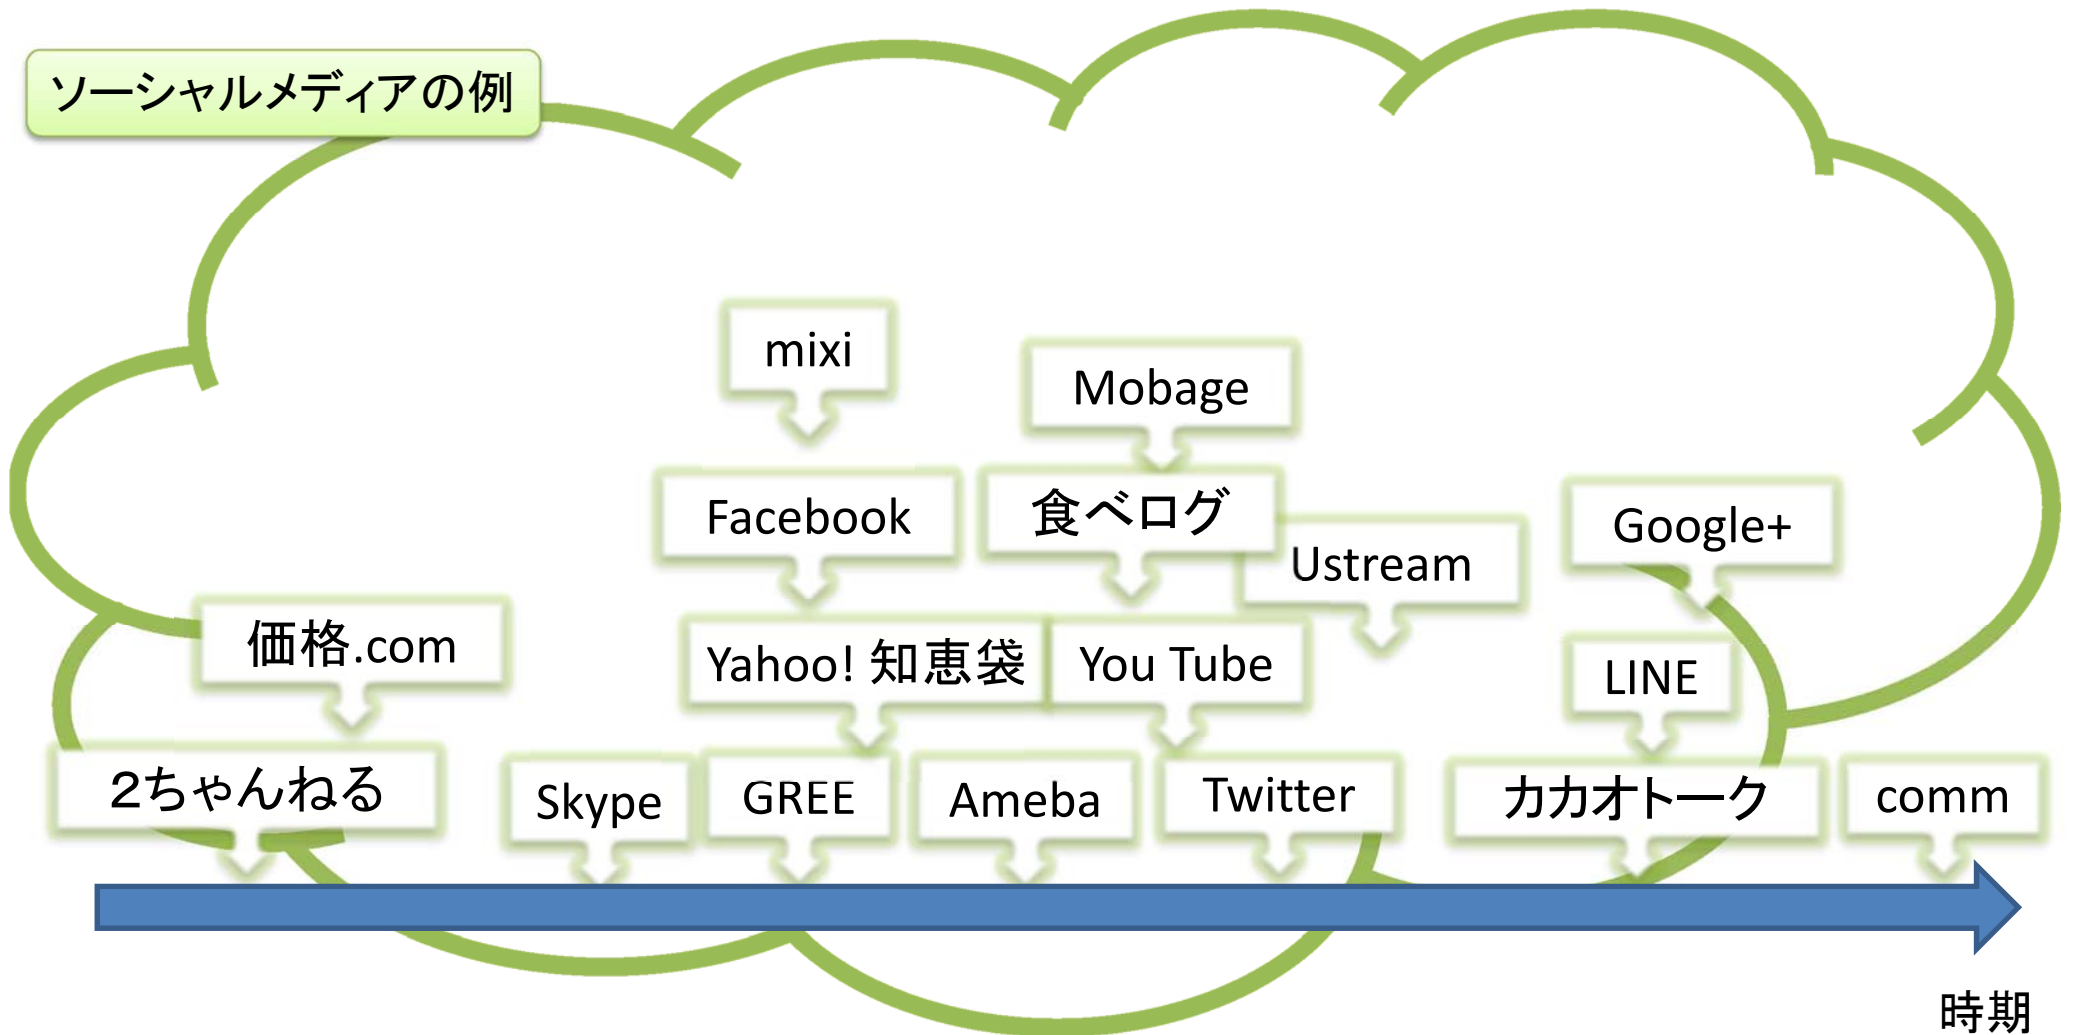 ソーシャルメディアの例
mixi
Mobage
Facebook
食べログ
Ustream
Google+
価格.com
Yahoo! 知恵袋
You Tube
LINE
２ちゃんねる
Skype
GREE
Ameba
Twitter
カカオトーク
comm
時期